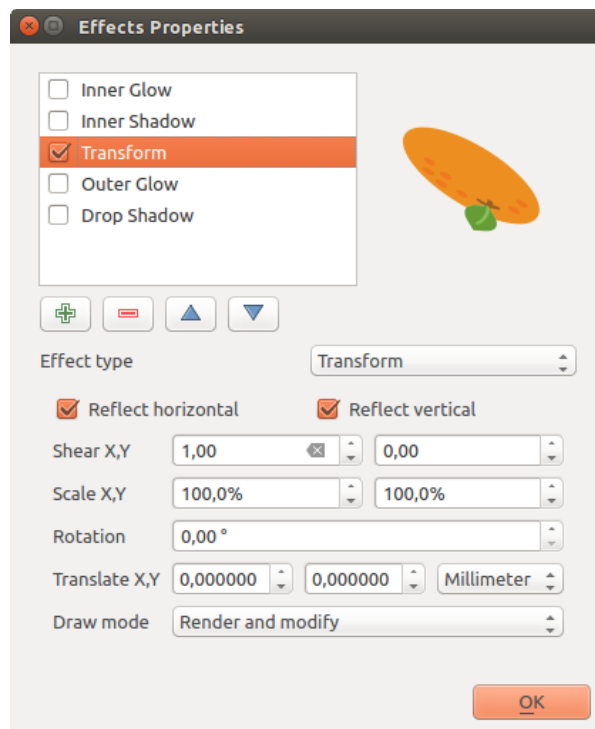 Effects Properties
Inner Glow
Inner Shadow
Transform
Outer Glow
Drop Shadow
Effect type Transform
Reflect horizontal Reflect vertical
Shear X,Y 1,00 0,00
Scale X,Y 100,0% 100,0%
Rotation 0,00 °
Translate X,Y 0,000000 0,000000 Millimeter
Draw mode Render and modify
OK